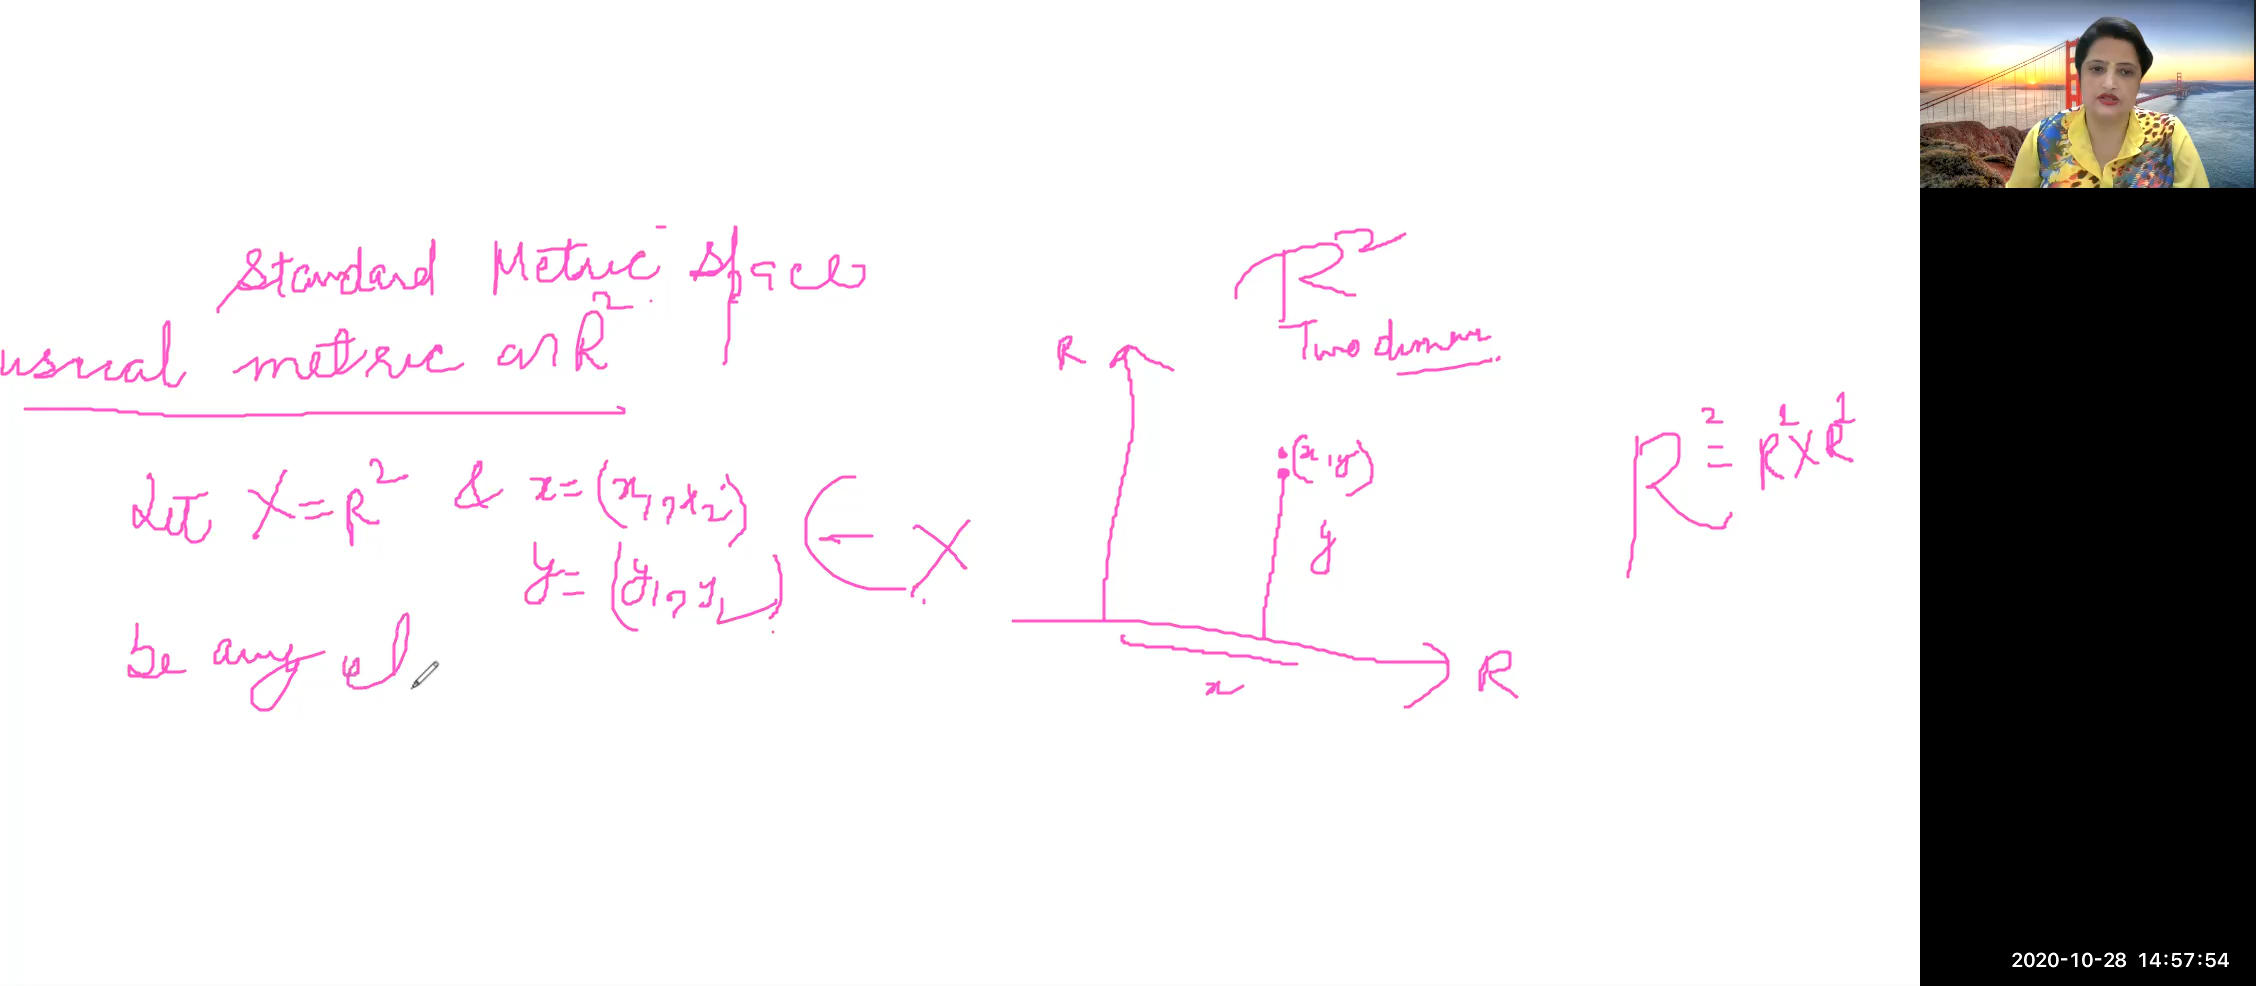 Standard Metric Space
usual metric on R²
Let X = R² & x = (x₁, x₂)
y = (y₁, y₂) ∈ X
be any el
R²
Two dimen
R
(x, y)
y
x
R
R² = R¹ × R¹
2020-10-28 14:57:54